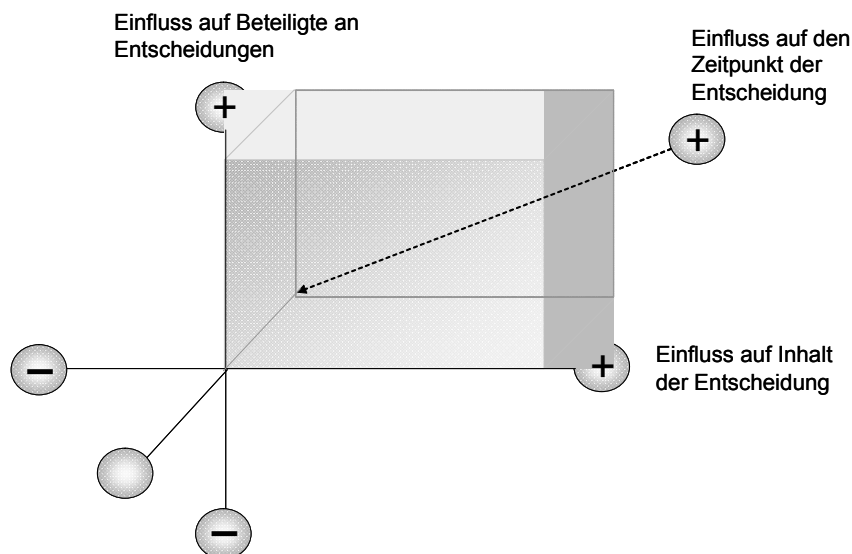 Einfluss auf Beteiligte an
Entscheidungen
Einfluss auf den
Zeitpunkt der
Entscheidung
+
+
Einfluss auf Inhalt
der Entscheidung
+
−
−